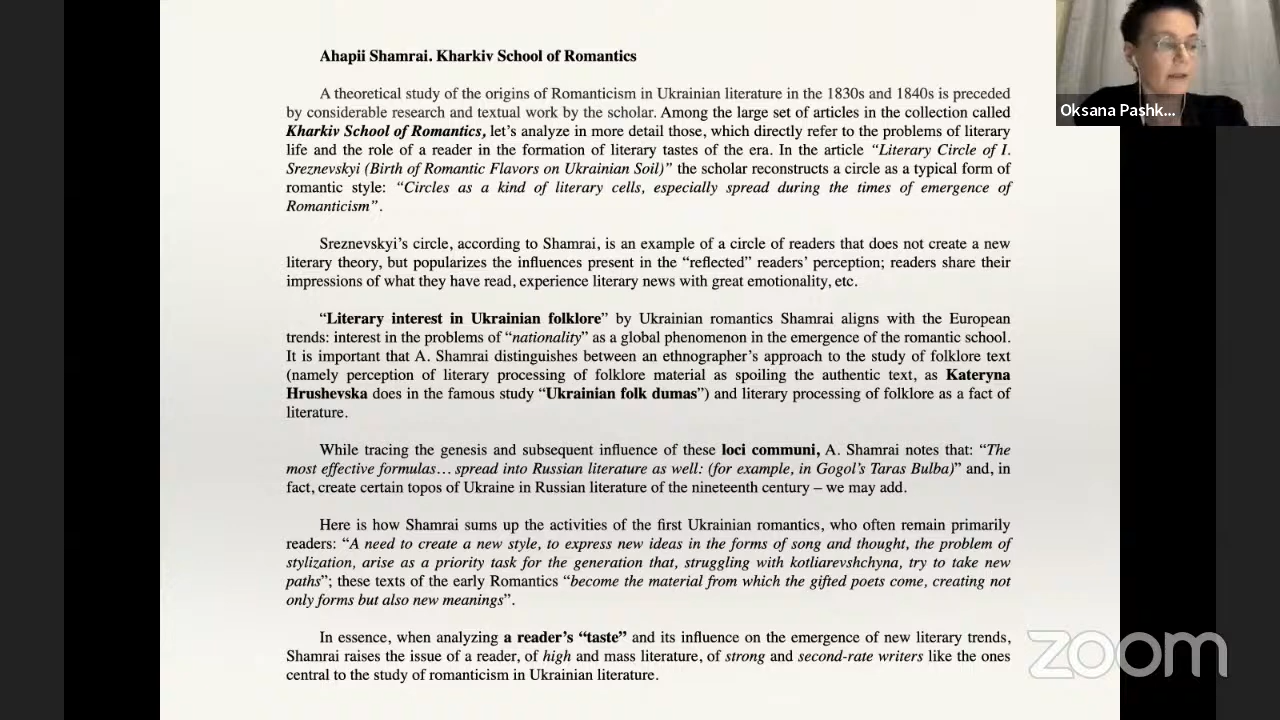 Ahapii Shamrai. Kharkiv School of Romantics
A theoretical study of the origins of Romanticism in Ukrainian literature in the 1830s and 1840s is preceded
by considerable research and textual work by the scholar. Among the large set of articles in the collection called
Kharkiv School of Romantics, let's analyze in more detail those, which directly refer to the problems of literary
life and the role of a reader in the formation of literary tastes of the era. In the article “Literary Circle of I.
Sreznevskyi (Birth of Romantic Flavors on Ukrainian Soil)” the scholar reconstructs a circle as a typical form of
romantic style: “Circles as a kind of literary cells, especially spread during the times of emergence of
Romanticism”.
Sreznevskyi’s circle, according to Shamrai, is an example of a circle of readers that does not create a new
literary theory, but popularizes the influences present in the “reflected” readers’ perception; readers share their
impressions of what they have read, experience literary news with great emotionality, etc.
“Literary interest in Ukrainian folklore” by Ukrainian romantics Shamrai aligns with the European
trends: interest in the problems of “nationality” as a global phenomenon in the emergence of the romantic school.
It is important that A. Shamrai distinguishes between an ethnographer’s approach to the study of folklore text
(namely perception of literary processing of folklore material as spoiling the authentic text, as Kateryna
Hrushevska does in the famous study “Ukrainian folk dumas”) and literary processing of folklore as a fact of
literature.
While tracing the genesis and subsequent influence of these loci communi, A. Shamrai notes that: “The
most effective formulas… spread into Russian literature as well: (for example, in Gogol’s Taras Bulba)” and, in
fact, create certain topos of Ukraine in Russian literature of the nineteenth century – we may add.
Here is how Shamrai sums up the activities of the first Ukrainian romantics, who often remain primarily
readers: “A need to create a new style, to express new ideas in the forms of song and thought, the problem of
stylization, arise as a priority task for the generation that, struggling with kotliarevshchyna, try to take new
paths”; these texts of the early Romantics “become the material from which the gifted poets come, creating not
only forms but also new meanings”.
In essence, when analyzing a reader’s “taste” and its influence on the emergence of new literary trends,
Shamrai raises the issue of a reader, of high and mass literature, of strong and second-rate writers like the ones
central to the study of romanticism in Ukrainian literature.
Oksana Pashk...
zoom